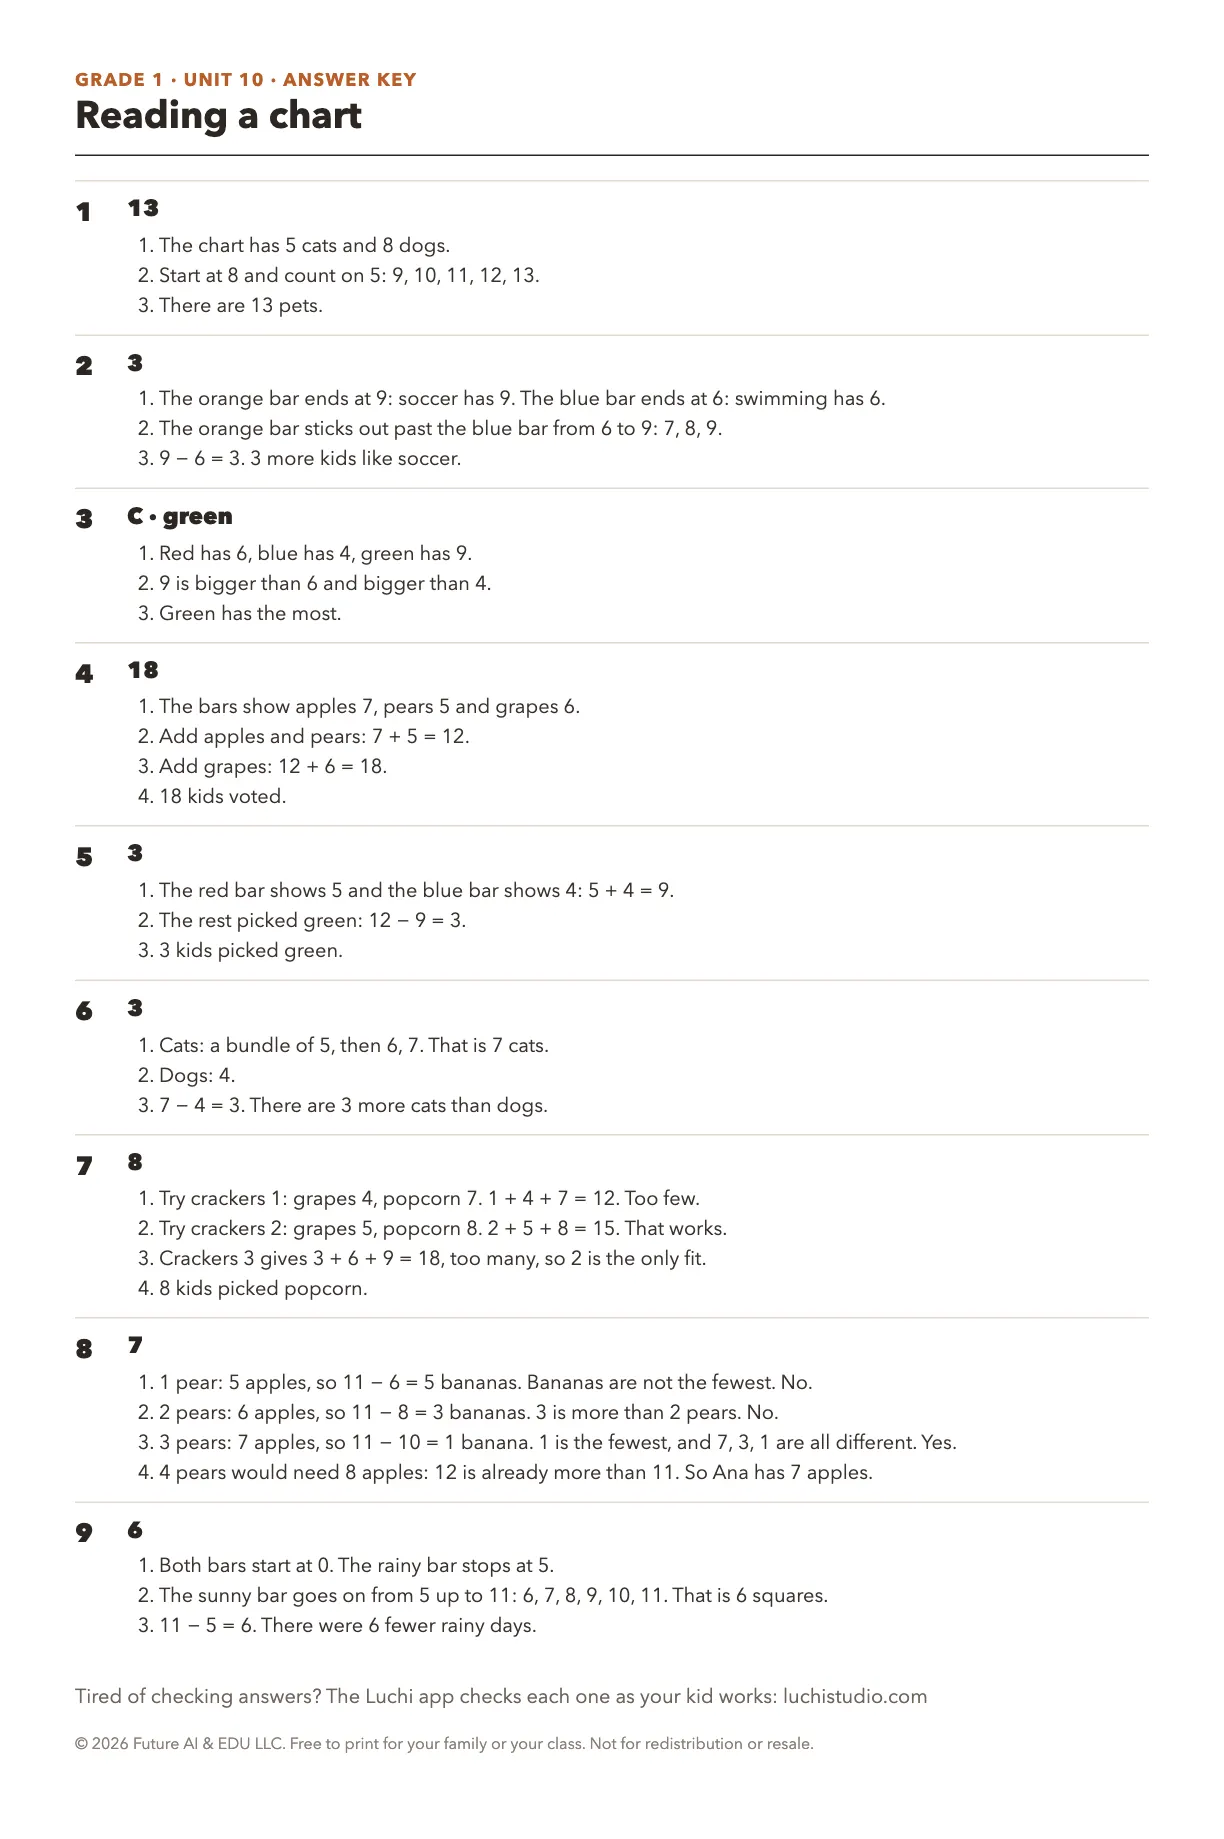 GRADE 1 · UNIT 10 · ANSWER KEY
Reading a chart
1 13
1. The chart has 5 cats and 8 dogs.
2. Start at 8 and count on 5: 9, 10, 11, 12, 13.
3. There are 13 pets.
2 3
1. The orange bar ends at 9: soccer has 9. The blue bar ends at 6: swimming has 6.
2. The orange bar sticks out past the blue bar from 6 to 9: 7, 8, 9.
3. 9 − 6 = 3. 3 more kids like soccer.
3 C · green
1. Red has 6, blue has 4, green has 9.
2. 9 is bigger than 6 and bigger than 4.
3. Green has the most.
4 18
1. The bars show apples 7, pears 5 and grapes 6.
2. Add apples and pears: 7 + 5 = 12.
3. Add grapes: 12 + 6 = 18.
4. 18 kids voted.
5 3
1. The red bar shows 5 and the blue bar shows 4: 5 + 4 = 9.
2. The rest picked green: 12 − 9 = 3.
3. 3 kids picked green.
6 3
1. Cats: a bundle of 5, then 6, 7. That is 7 cats.
2. Dogs: 4.
3. 7 − 4 = 3. There are 3 more cats than dogs.
7 8
1. Try crackers 1: grapes 4, popcorn 7. 1 + 4 + 7 = 12. Too few.
2. Try crackers 2: grapes 5, popcorn 8. 2 + 5 + 8 = 15. That works.
3. Crackers 3 gives 3 + 6 + 9 = 18, too many, so 2 is the only fit.
4. 8 kids picked popcorn.
8 7
1. 1 pear: 5 apples, so 11 − 6 = 5 bananas. Bananas are not the fewest. No.
2. 2 pears: 6 apples, so 11 − 8 = 3 bananas. 3 is more than 2 pears. No.
3. 3 pears: 7 apples, so 11 − 10 = 1 banana. 1 is the fewest, and 7, 3, 1 are all different. Yes.
4. 4 pears would need 8 apples: 12 is already more than 11. So Ana has 7 apples.
9 6
1. Both bars start at 0. The rainy bar stops at 5.
2. The sunny bar goes on from 5 up to 11: 6, 7, 8, 9, 10, 11. That is 6 squares.
3. 11 − 5 = 6. There were 6 fewer rainy days.
Tired of checking answers? The Luchi app checks each one as your kid works: luchistudio.com
© 2026 Future AI & EDU LLC. Free to print for your family or your class. Not for redistribution or resale.